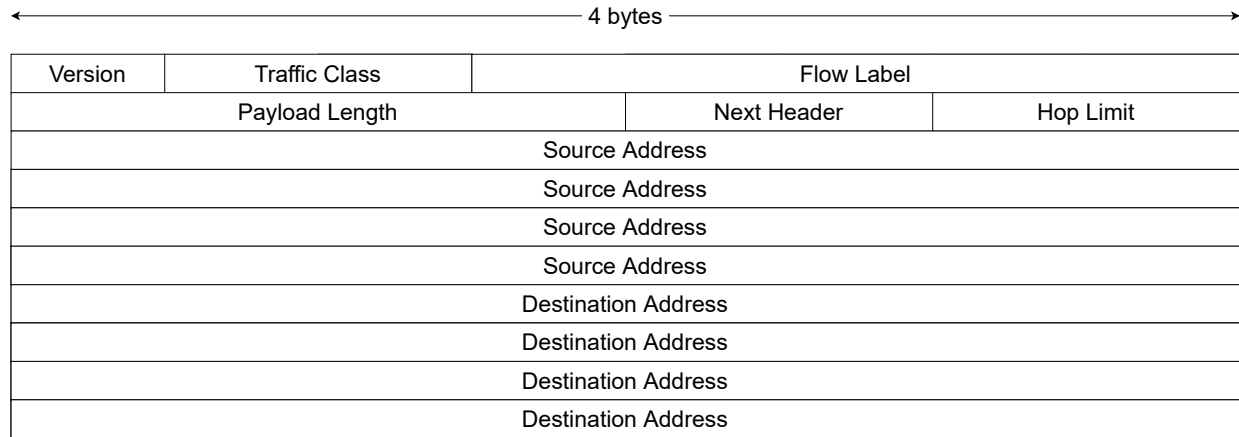 4 bytes
Version Traffic Class Flow Label
Payload Length Next Header Hop Limit
Source Address
Source Address
Source Address
Source Address
Destination Address
Destination Address
Destination Address
Destination Address